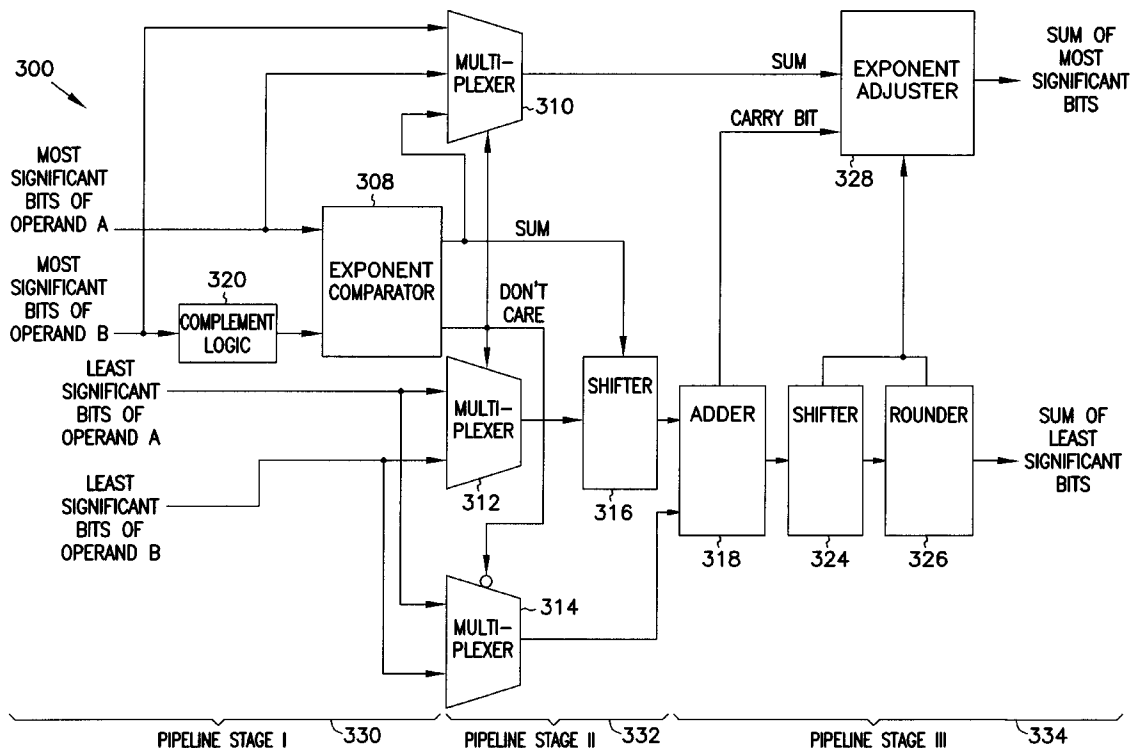 300
MOST
SIGNIFICANT
BITS OF
OPERAND A
MOST
SIGNIFICANT
BITS OF
OPERAND B
320
COMPLEMENT
LOGIC
308
EXPONENT
COMPARATOR
LEAST
SIGNIFICANT
BITS OF
OPERAND A
LEAST
SIGNIFICANT
BITS OF
OPERAND B
MULTI-
PLEXER
310
SUM
DON'T
CARE
MULTI-
PLEXER
312
SHIFTER
316
MULTI-
PLEXER
314
SUM
CARRY BIT
EXPONENT
ADJUSTER
328
SUM OF
MOST
SIGNIFICANT
BITS
ADDER
318
SHIFTER
324
ROUNDER
326
SUM OF
LEAST
SIGNIFICANT
BITS
PIPELINE STAGE I
330
PIPELINE STAGE II
332
PIPELINE STAGE III
334